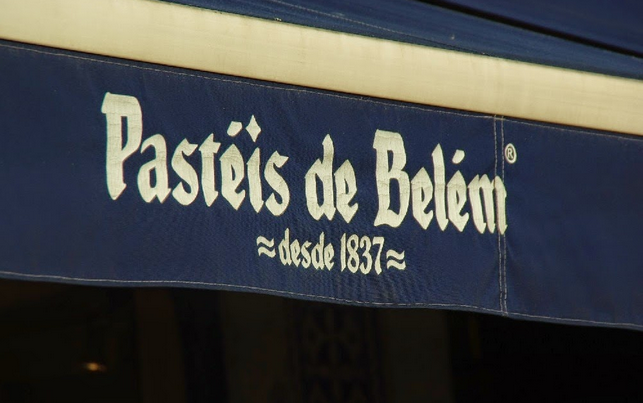 Pastéis de Belém®
≈desde 1837≈